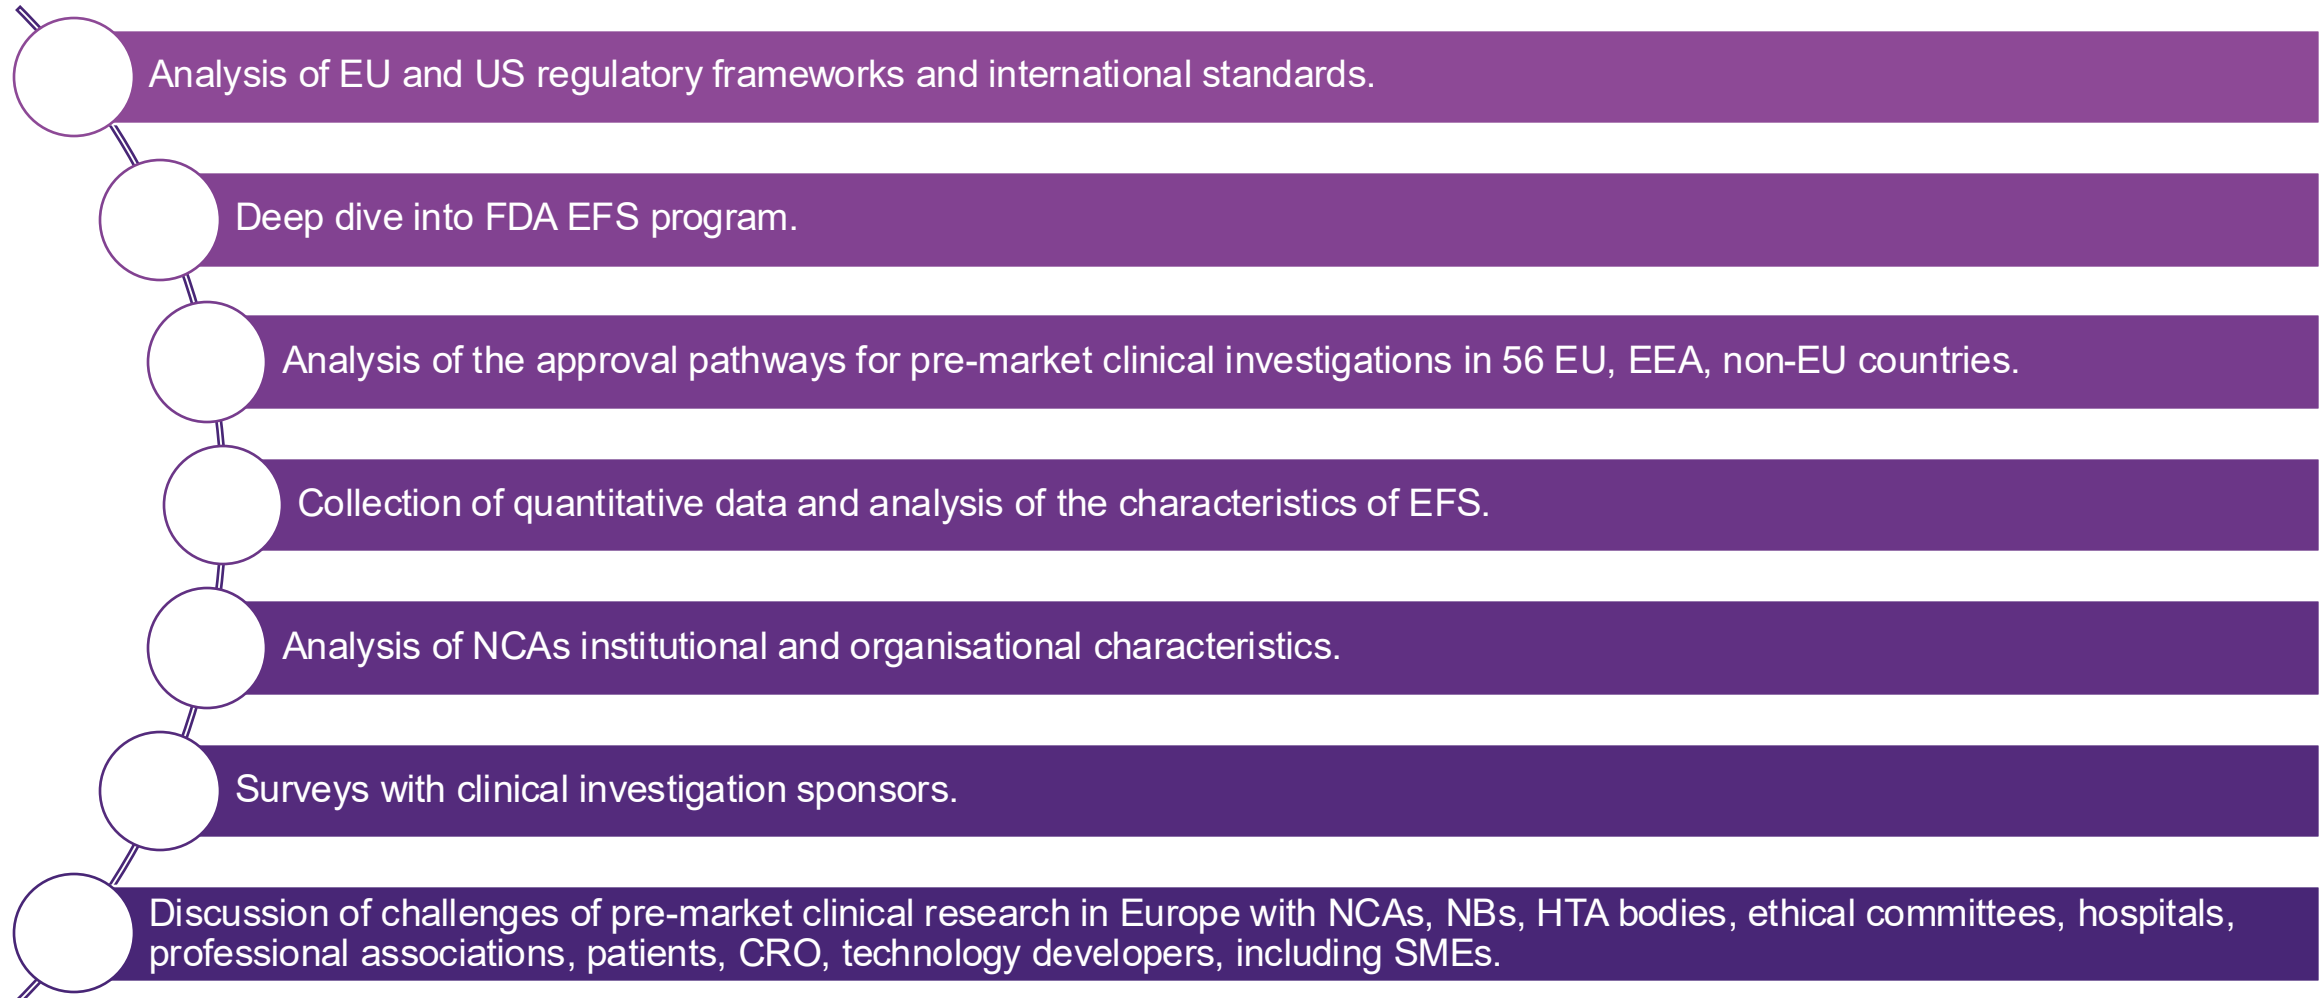 Analysis of EU and US regulatory frameworks and international standards.
Deep dive into FDA EFS program.
Analysis of the approval pathways for pre-market clinical investigations in 56 EU, EEA, non-EU countries.
Collection of quantitative data and analysis of the characteristics of EFS.
Analysis of NCAs institutional and organisational characteristics.
Surveys with clinical investigation sponsors.
Discussion of challenges of pre-market clinical research in Europe with NCAs, NBs, HTA bodies, ethical committees, hospitals,
professional associations, patients, CRO, technology developers, including SMEs.